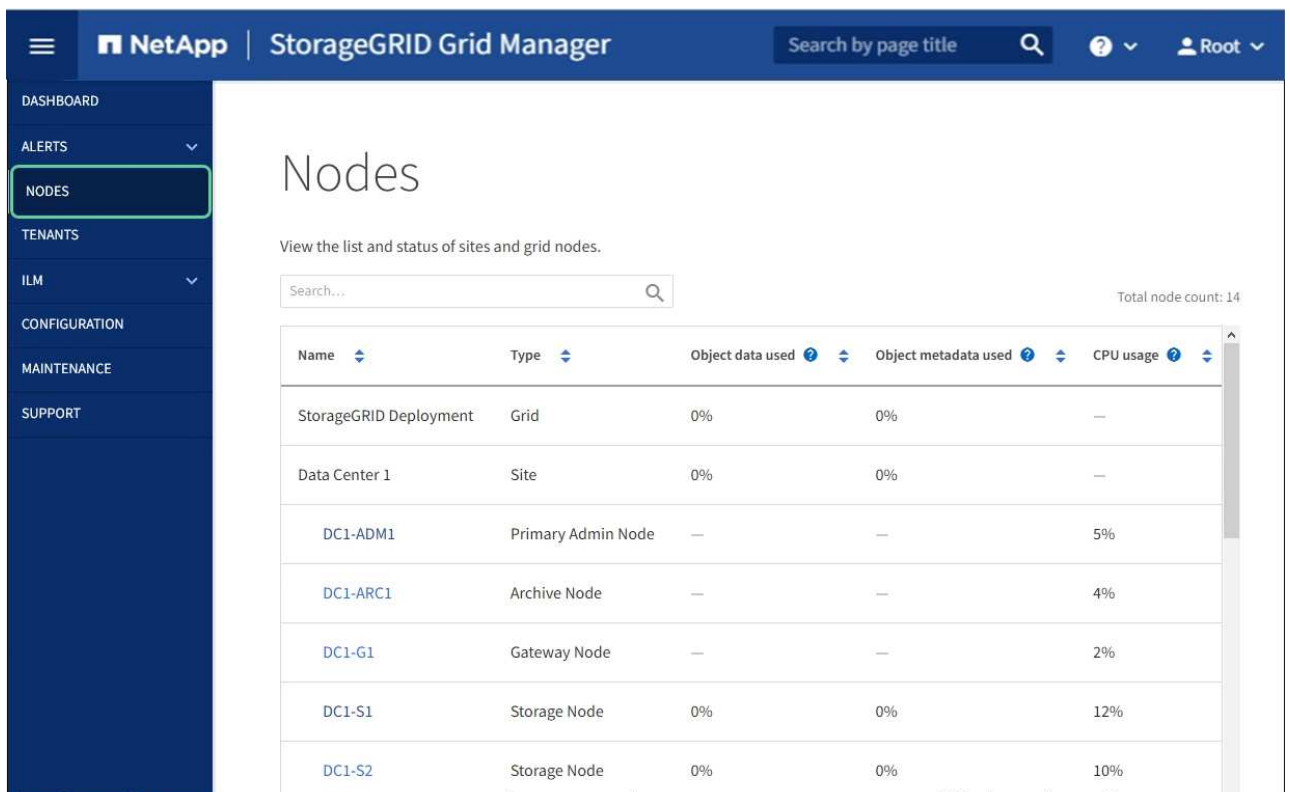 NetApp | StorageGRID Grid Manager Search by page title Root
DASHBOARD
ALERTS
NODES
TENANTS
ILM
CONFIGURATION
MAINTENANCE
SUPPORT
Nodes
View the list and status of sites and grid nodes.
Search...
Total node count: 14
Name Type Object data used Object metadata used CPU usage
StorageGRID Deployment Grid 0% 0% —
Data Center 1 Site 0% 0% —
DC1-ADM1 Primary Admin Node — — 5%
DC1-ARC1 Archive Node — — 4%
DC1-G1 Gateway Node — — 2%
DC1-S1 Storage Node 0% 0% 12%
DC1-S2 Storage Node 0% 0% 10%